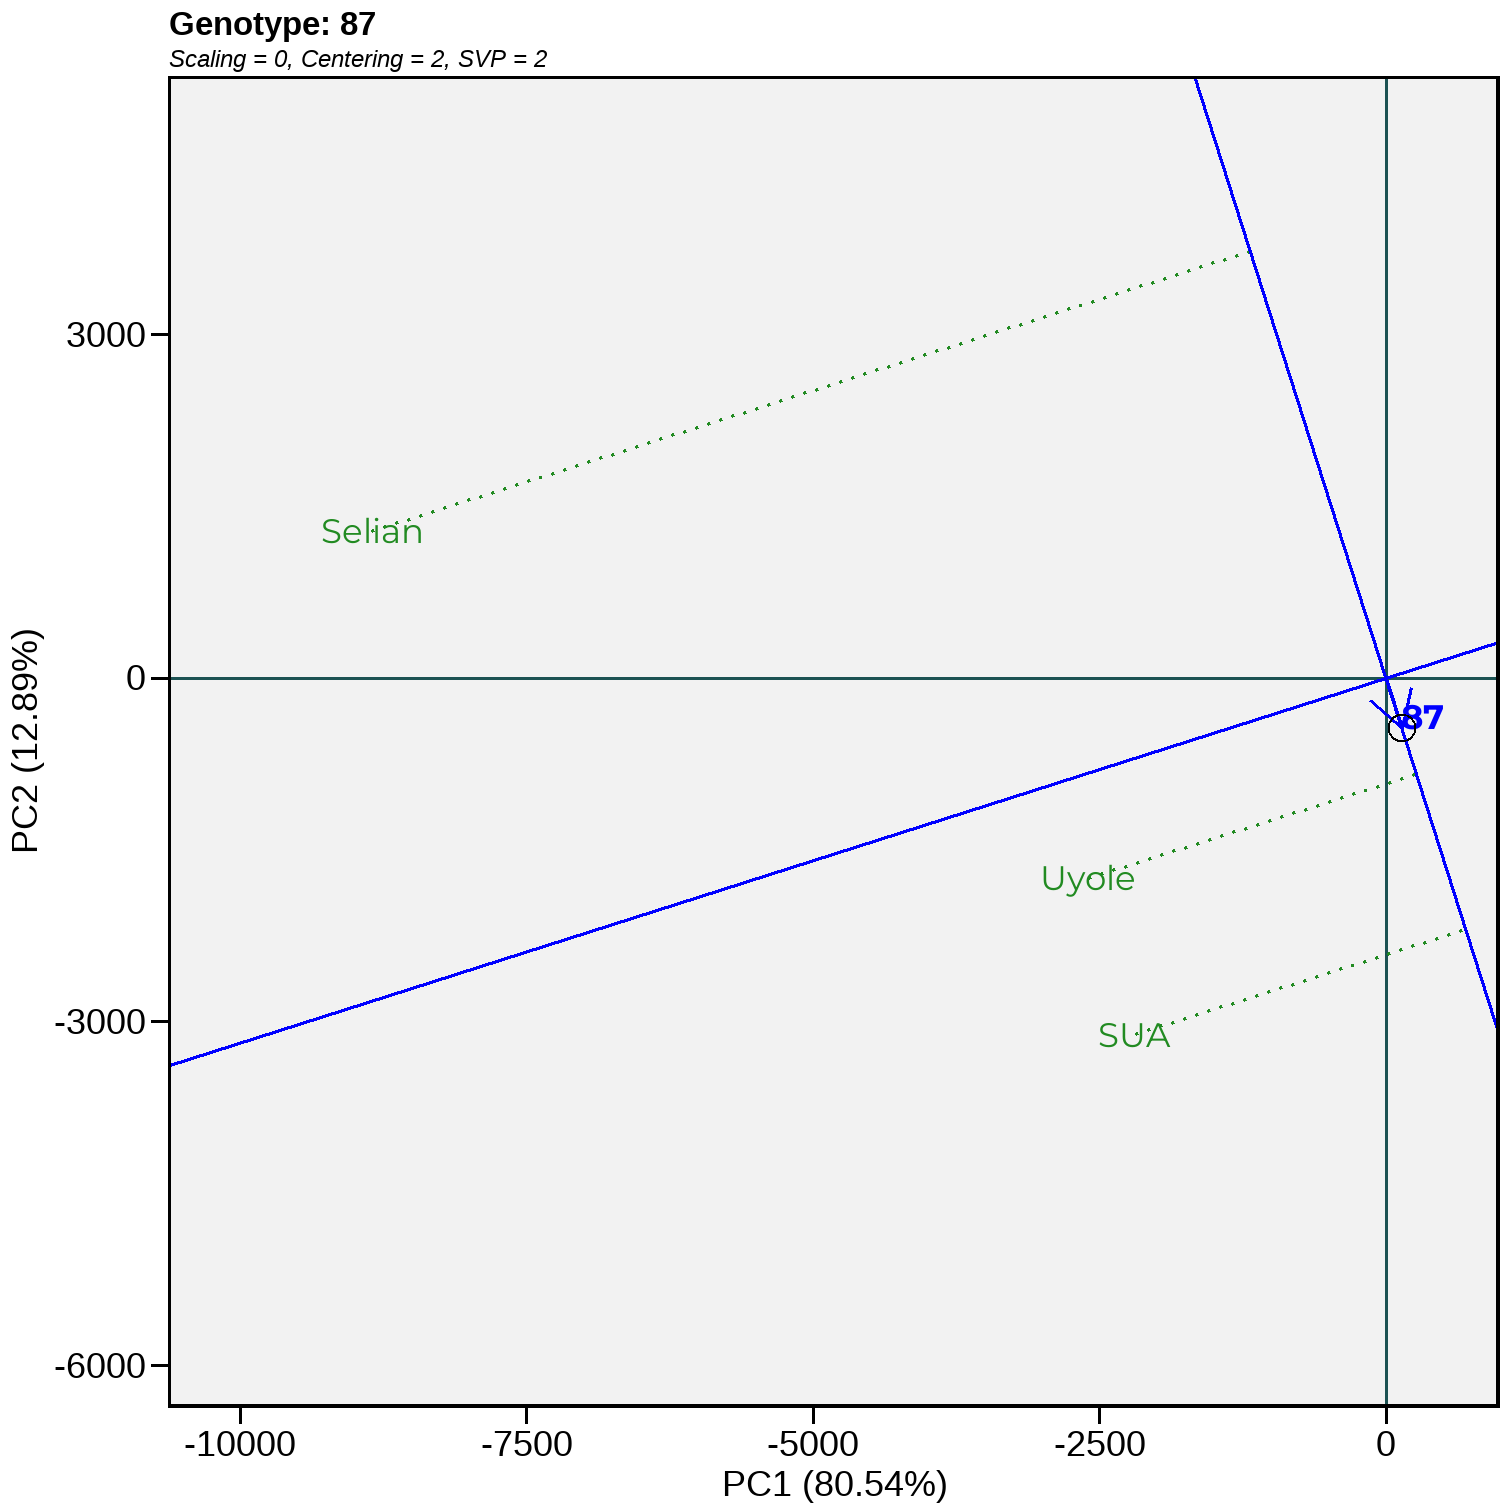 Genotype: 87
Scaling = 0, Centering = 2, SVP = 2
PC2 (12.89%)
3000
0
-3000
-6000
Selian
87
Uyole
SUA
-10000
-7500
-5000
-2500
0
PC1 (80.54%)